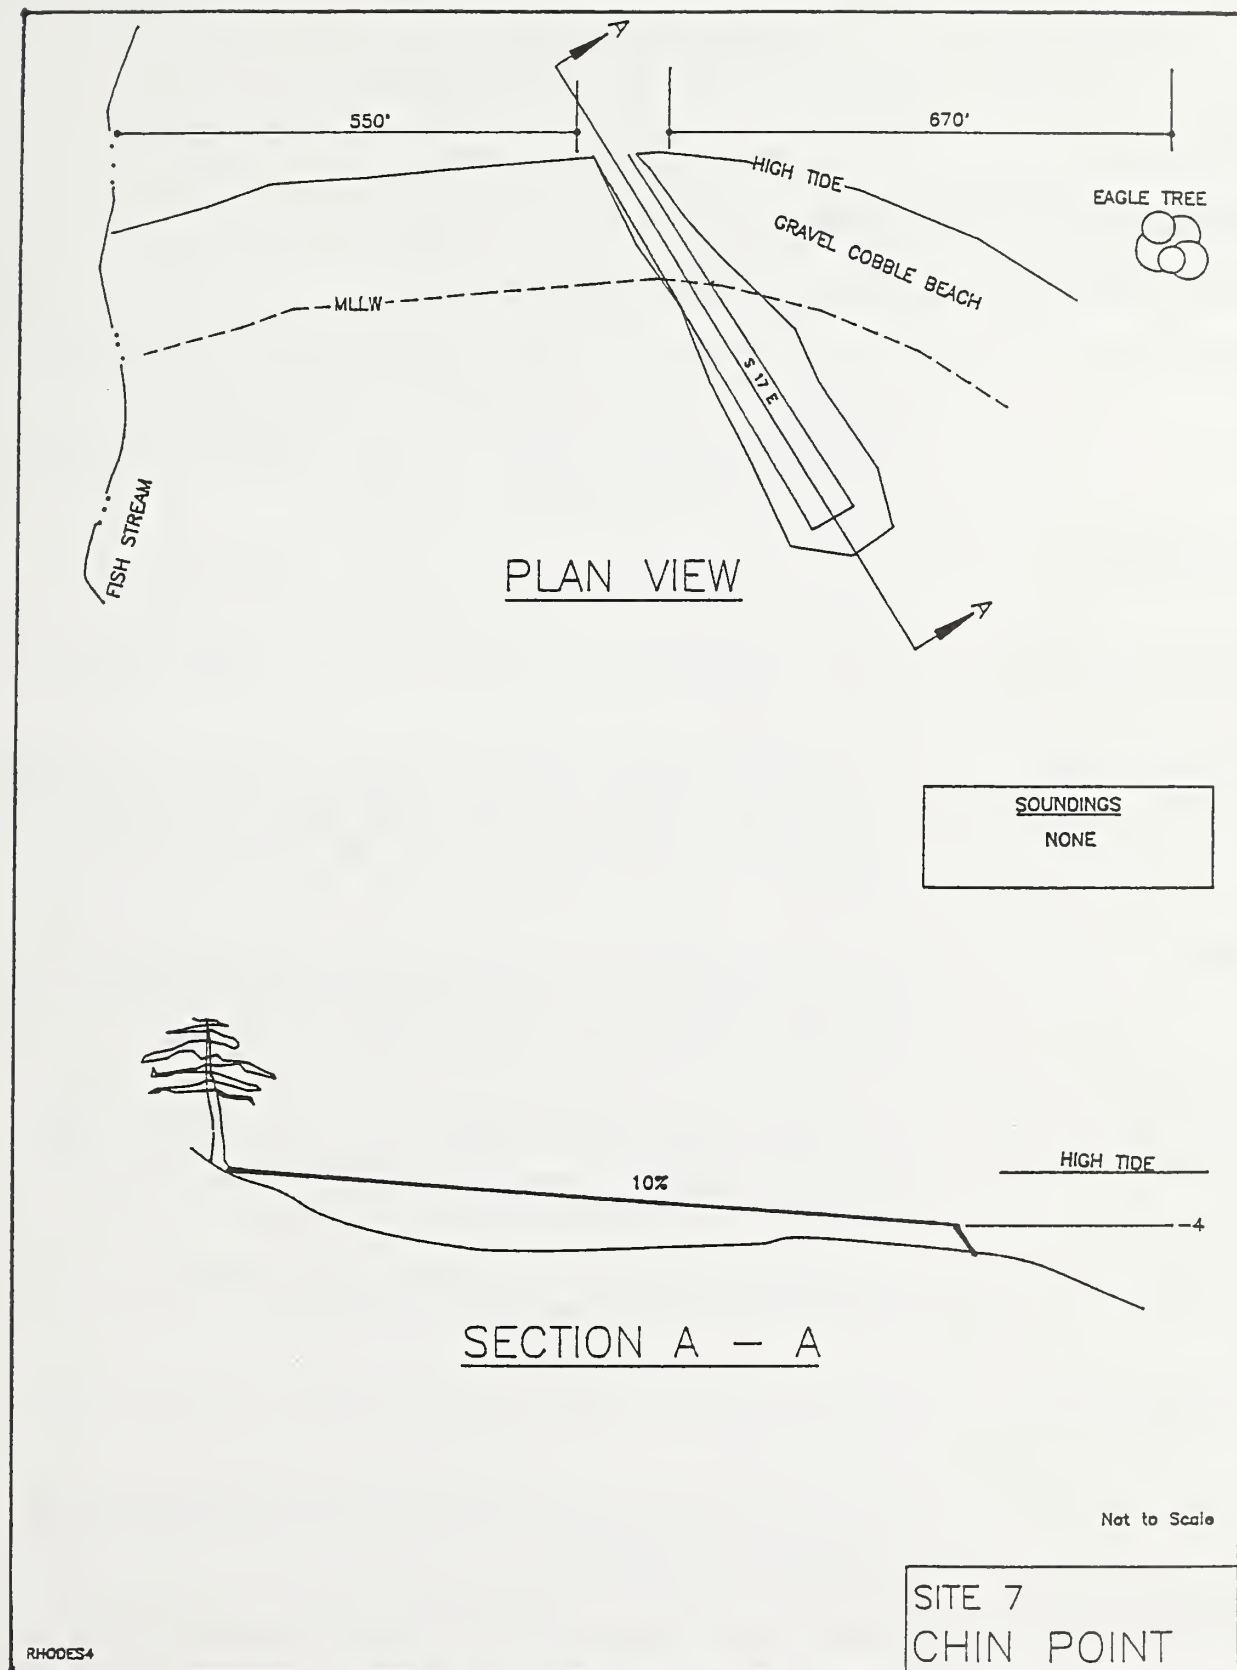 A
550'
670'
HIGH TIDE
EAGLE TREE
GRAVEL COBBLE BEACH
MLLW
S 17 E
FISH STREAM
PLAN VIEW
A
SOUNDINGS
NONE
HIGH TIDE
10%
-4
SECTION A - A
Not to Scale
SITE 7
CHIN POINT
RHODES4